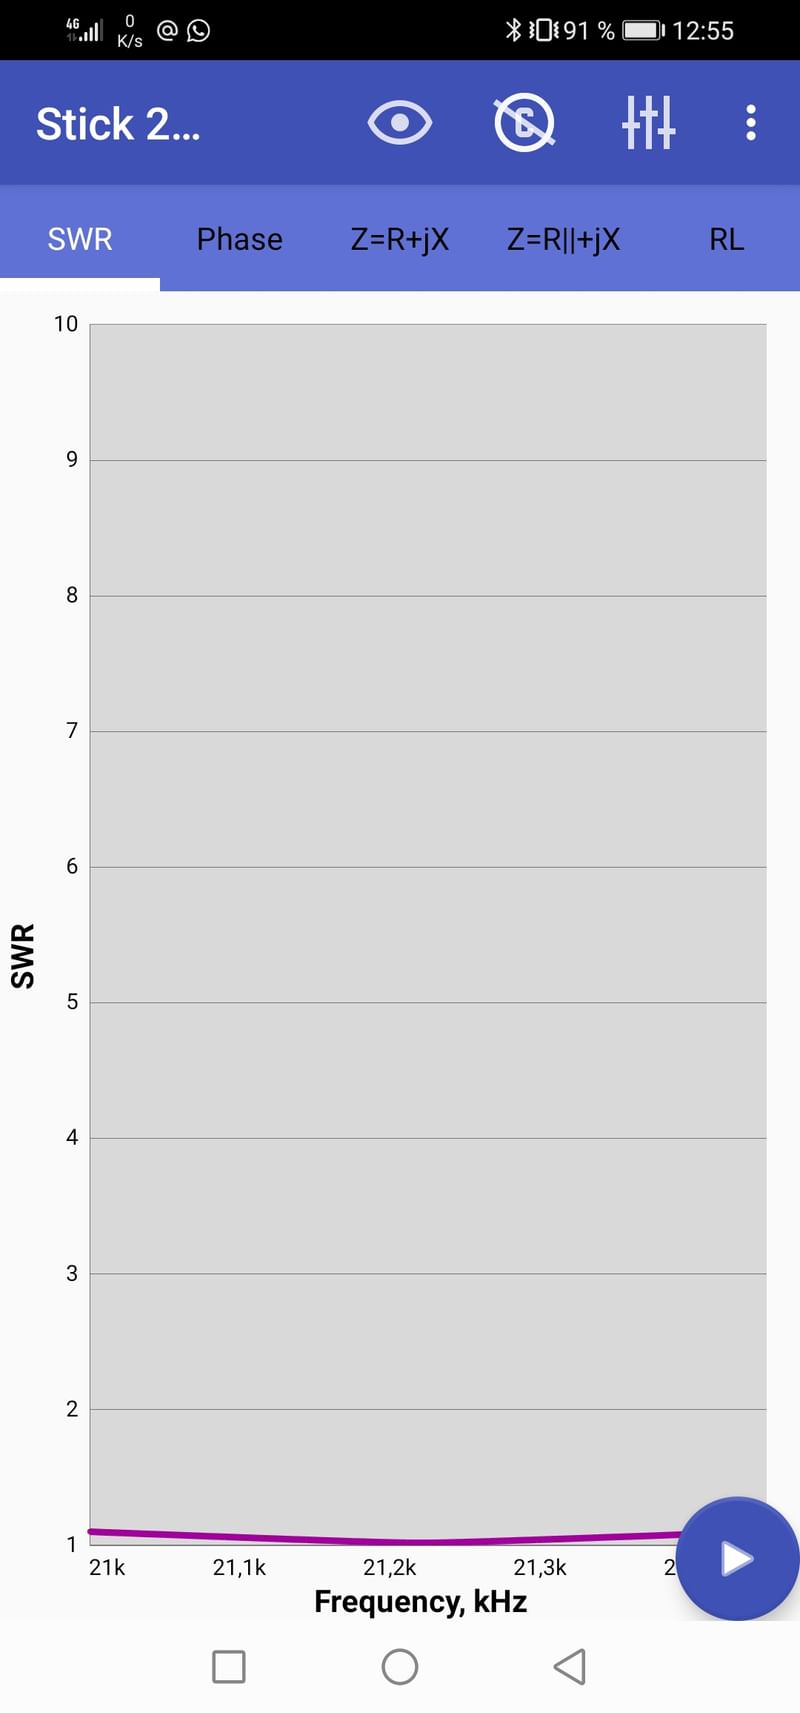 4G
0
K/s
@
91 %
12:55
Stick 2...
SWR
Phase
Z=R+jX
Z=R||+jX
RL
10
9
8
7
6
5
4
3
2
1
SWR
21k
21,1k
21,2k
21,3k
2
Frequency, kHz